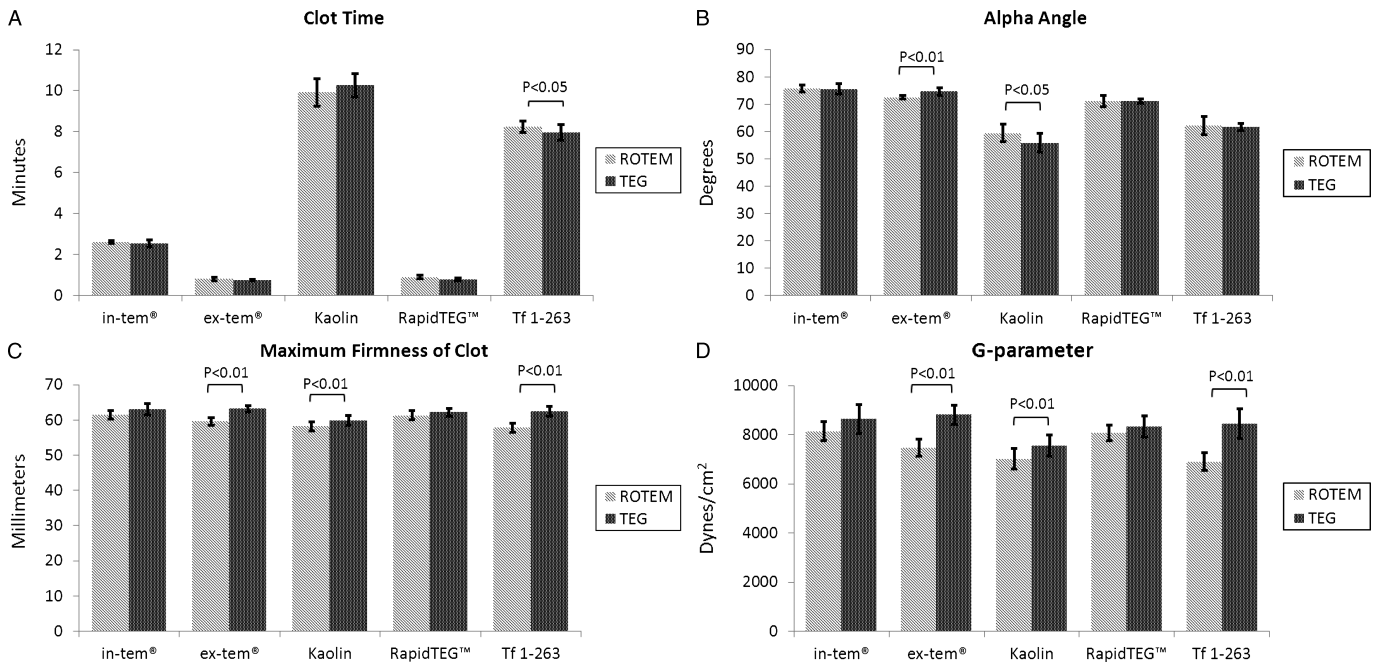 A
Clot Time
12
10
8
6
4
2
0
Minutes
P<0.05
ROTEM
TEG
in-tem®
ex-tem®
Kaolin
RapidTEG™
Tf 1-263
B
Alpha Angle
90
80
70
60
50
40
30
20
10
0
Degrees
P<0.01
P<0.05
ROTEM
TEG
in-tem®
ex-tem®
Kaolin
RapidTEG™
Tf 1-263
C
Maximum Firmness of Clot
70
60
50
40
30
20
10
0
Millimeters
P<0.01
P<0.01
P<0.01
ROTEM
TEG
in-tem®
ex-tem®
Kaolin
RapidTEG™
Tf 1-263
D
G-parameter
10000
8000
6000
4000
2000
0
Dynes/cm²
P<0.01
P<0.01
P<0.01
ROTEM
TEG
in-tem®
ex-tem®
Kaolin
RapidTEG™
Tf 1-263